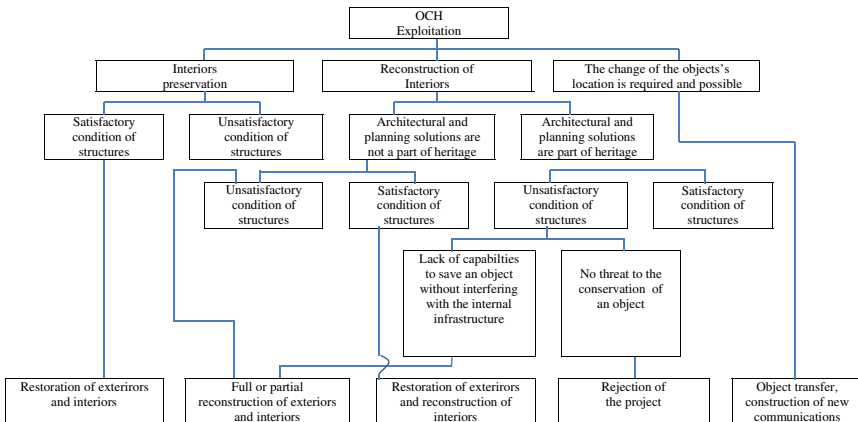 OCH
Exploitation
Interiors
preservation
Reconstruction of
Interiors
The change of the objects's
location is required and possible
Satisfactory
condition of
structures
Unsatisfactory
condition of
structures
Architectural and
planning solutions are
not a part of heritage
Architectural and
planning solutions
are part of heritage
Unsatisfactory
condition of
structures
Satisfactory
condition of
structures
Unsatisfactory
condition of
structures
Satisfactory
condition of
structures
Lack of capabilties
to save an object
without interfering
with the internal
infrastructure
No threat to the
conservation of
an object
Restoration of exterirors
and interiors
Full or partial
reconstruction of exteriors
and interiors
Restoration of exterirors
and reconstruction of
interiors
Rejection of
the project
Object transfer,
construction of new
communications